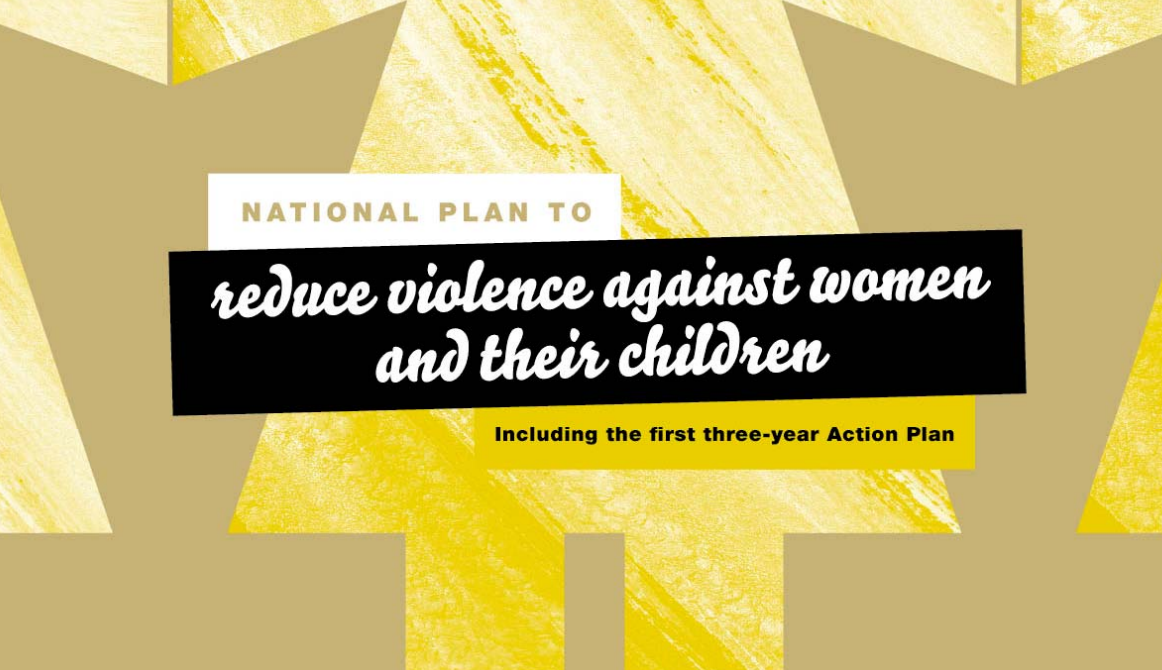 NATIONAL PLAN TO
reduce violence against women
and their children
Including the first three-year Action Plan